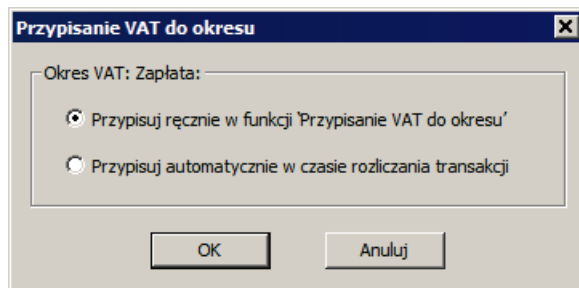 Przypisanie VAT do okresu
Okres VAT: Zapłata:
Przypisuj ręcznie w funkcji 'Przypisanie VAT do okresu'
Przypisuj automatycznie w czasie rozliczania transakcji
OK
Anuluj